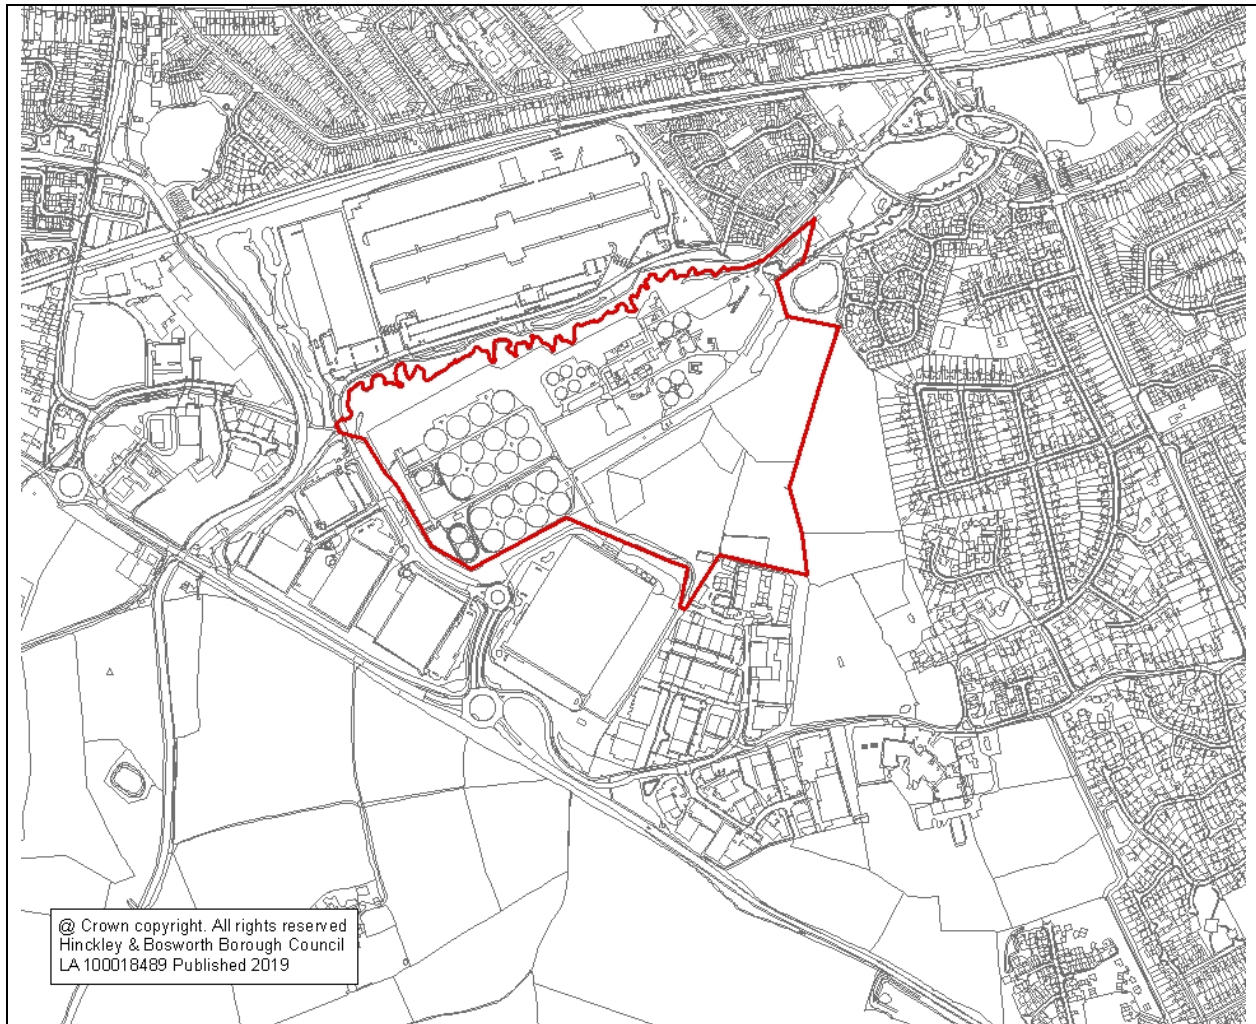 @ Crown copyright. All rights reserved
Hinckley & Bosworth Borough Council
LA 100018489 Published 2019